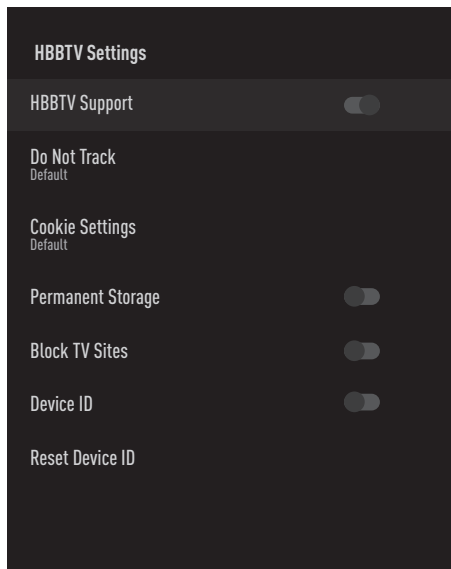 HBBTV Settings
HBBTV Support
Do Not Track
Default
Cookie Settings
Default
Permanent Storage
Block TV Sites
Device ID
Reset Device ID